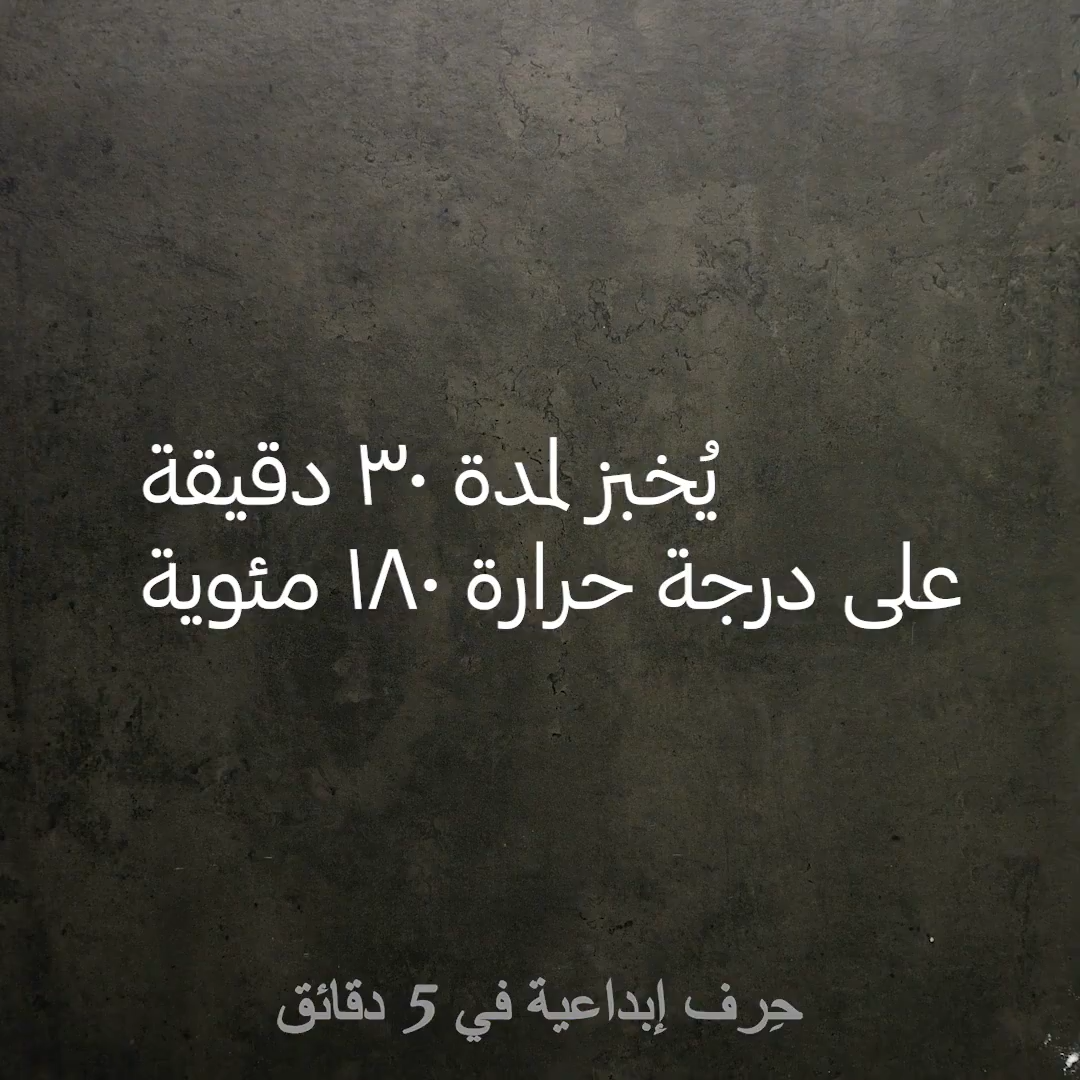 يُخبز لمدة ٣٠ دقيقة
على درجة حرارة ١٨٠ مئوية
حِرف إبداعية في 5 دقائق